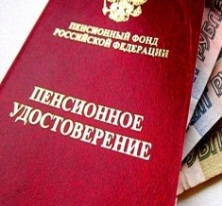 ПЕНСИОННЫЙ ФОНД
РОССИЙСКОЙ ФЕДЕРАЦИИ
ПЕНСИОННОЕ
УДОСТОВЕРЕНИЕ